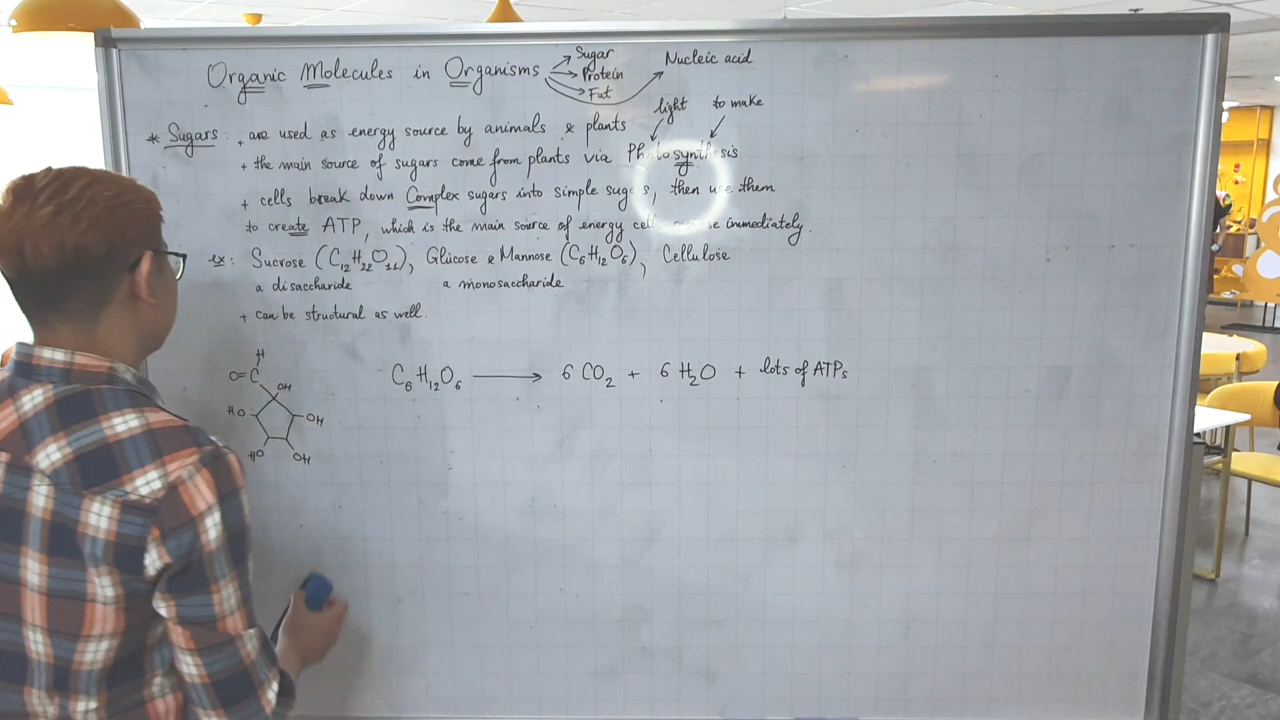 Organic Molecules in Organisms
Sugar
Protein
Fat
Nucleic acid
light to make
* Sugars : + are used as energy source by animals & plants
+ the main source of sugars come from plants via Photosynthesis
+ cells break down Complex sugars into simple sugars, then use them
to create ATP, which is the main source of energy cell can use immediately.
ex: Sucrose (C12H22O11), Glucose & Mannose (C6H12O6), Cellulose
a disaccharide a monosaccharide
+ can be structural as well.
H
O=C
OH
HO OH
HO OH
C6H12O6 ⟶ 6 CO2 + 6 H2O + lots of ATPs